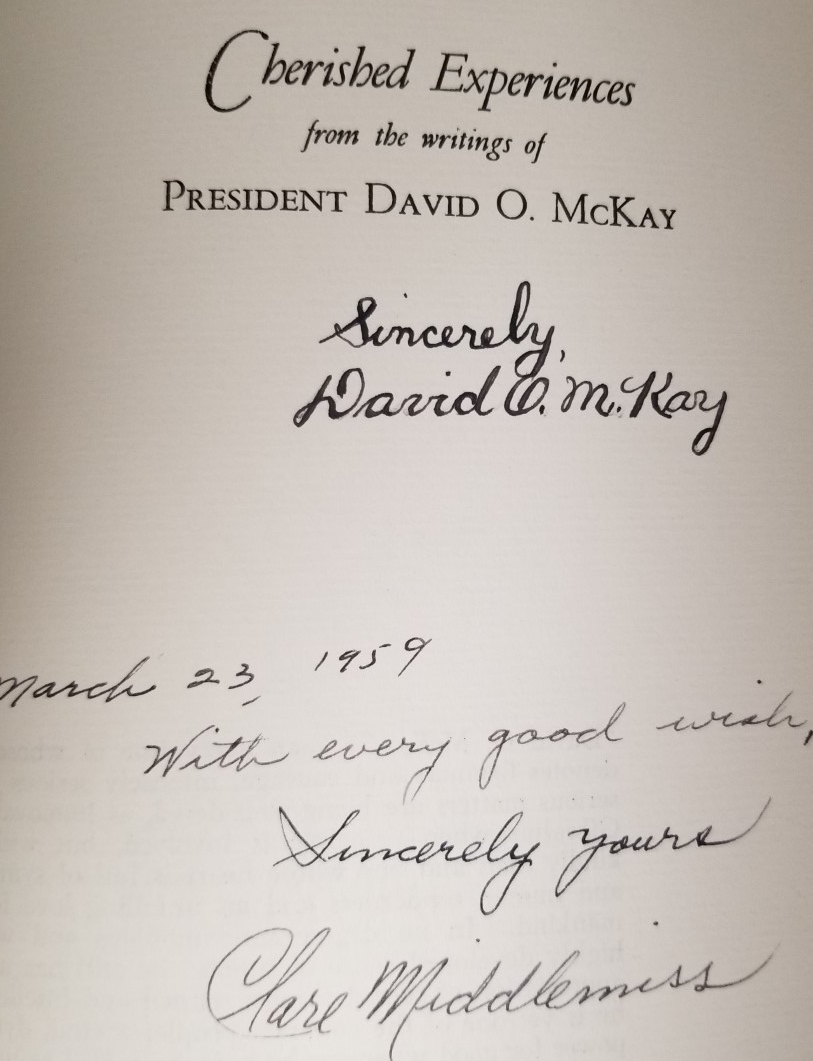 Cherished Experiences
from the writings of
PRESIDENT DAVID O. MCKAY
Sincerely,
David O. McKay
March 23, 1959
With every good wish,
Sincerely yours
Clare Middlemiss